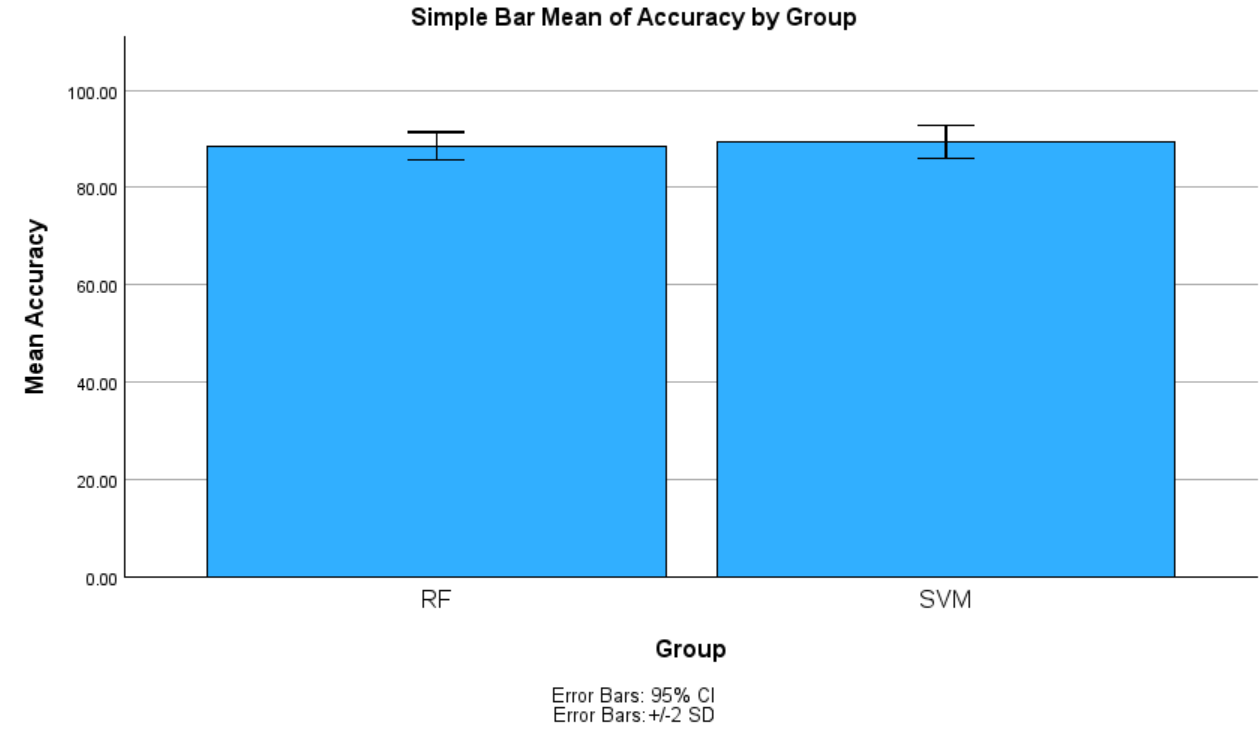 Simple Bar Mean of Accuracy by Group
100.00
80.00
60.00
40.00
20.00
0.00
Mean Accuracy
RF SVM
Group
Error Bars: 95% CI
Error Bars: +/-2 SD